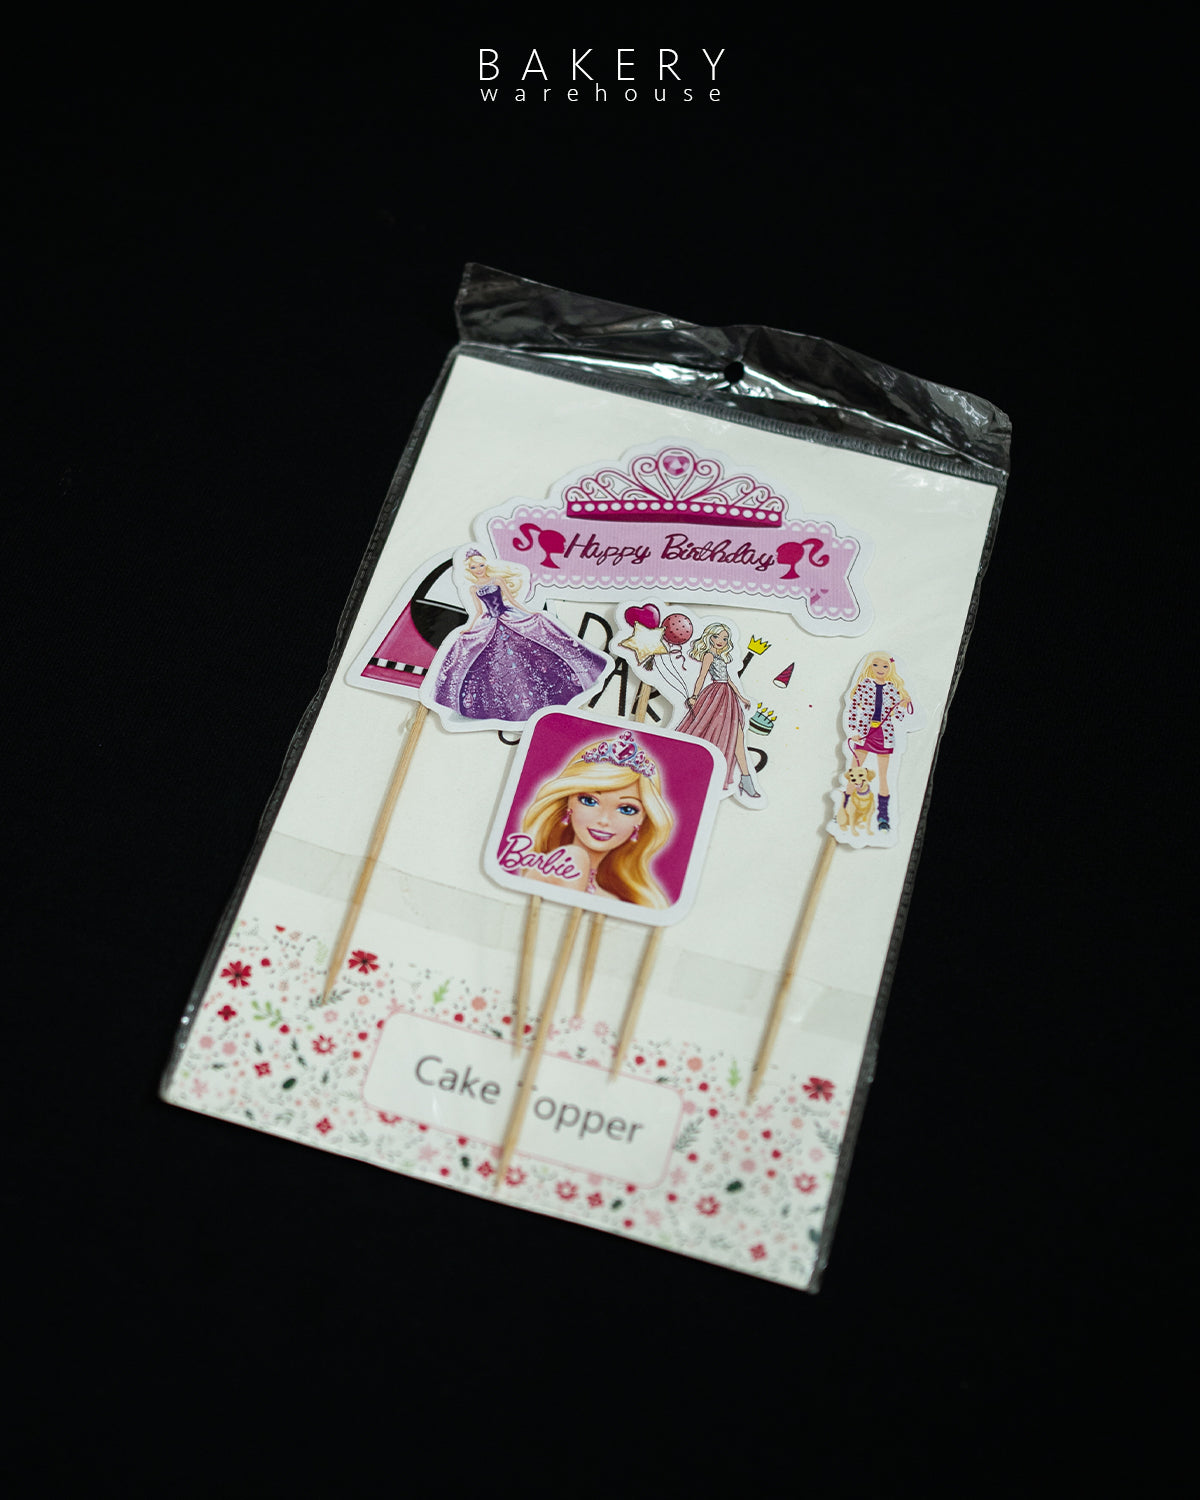 BAKERY
warehouse
Happy Birthday
Barbie
Cake Topper